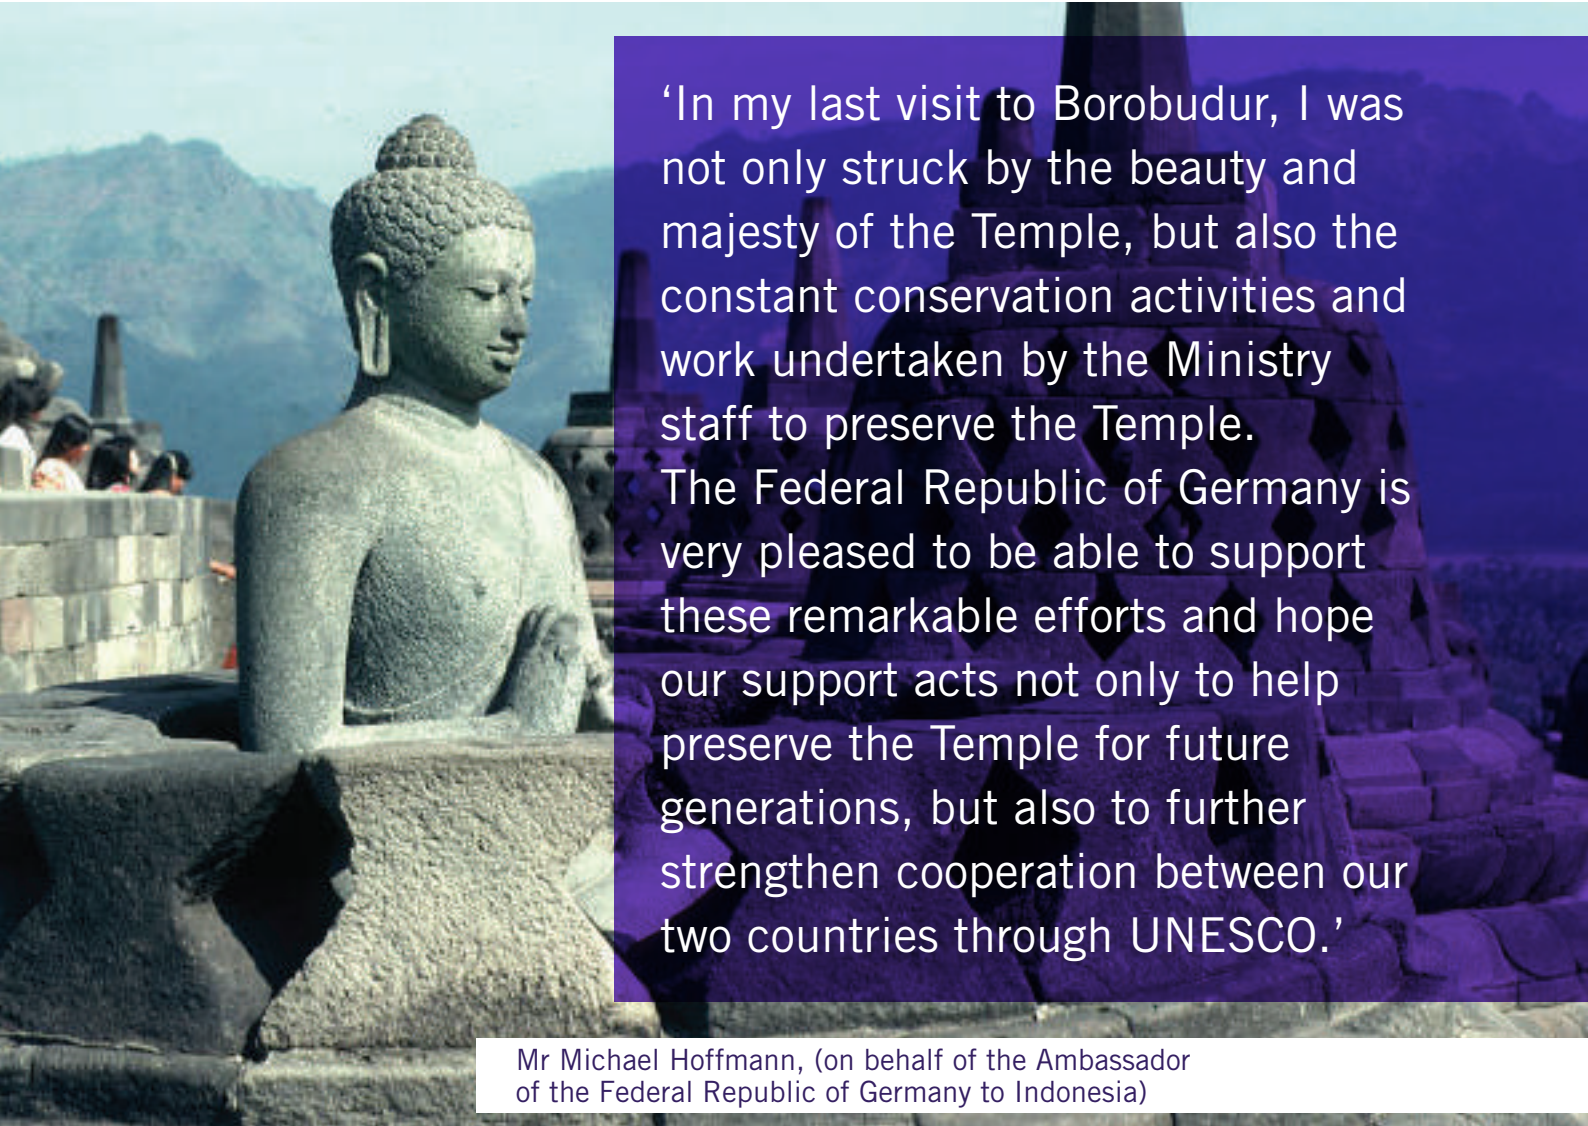 ‘In my last visit to Borobudur, I was
not only struck by the beauty and
majesty of the Temple, but also the
constant conservation activities and
work undertaken by the Ministry
staff to preserve the Temple.
The Federal Republic of Germany is
very pleased to be able to support
these remarkable efforts and hope
our support acts not only to help
preserve the Temple for future
generations, but also to further
strengthen cooperation between our
two countries through UNESCO.’
Mr Michael Hoffmann, (on behalf of the Ambassador
of the Federal Republic of Germany to Indonesia)